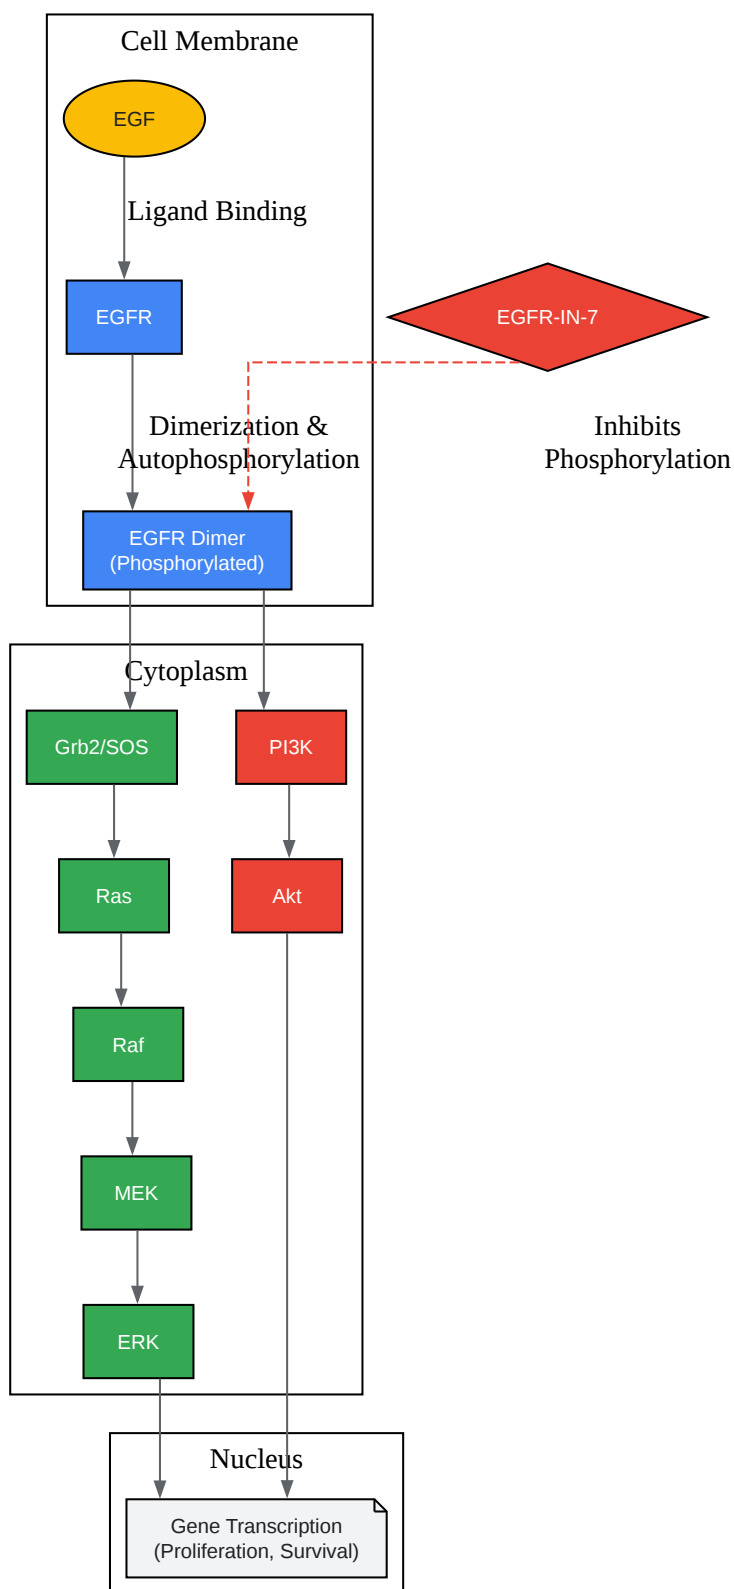 Cell Membrane
EGF
Ligand Binding
EGFR
EGFR-IN-7
Dimerization &
Autophosphorylation
Inhibits
Phosphorylation
EGFR Dimer
(Phosphorylated)
Cytoplasm
Grb2/SOS
PI3K
Ras
Akt
Raf
MEK
ERK
Nucleus
Gene Transcription
(Proliferation, Survival)